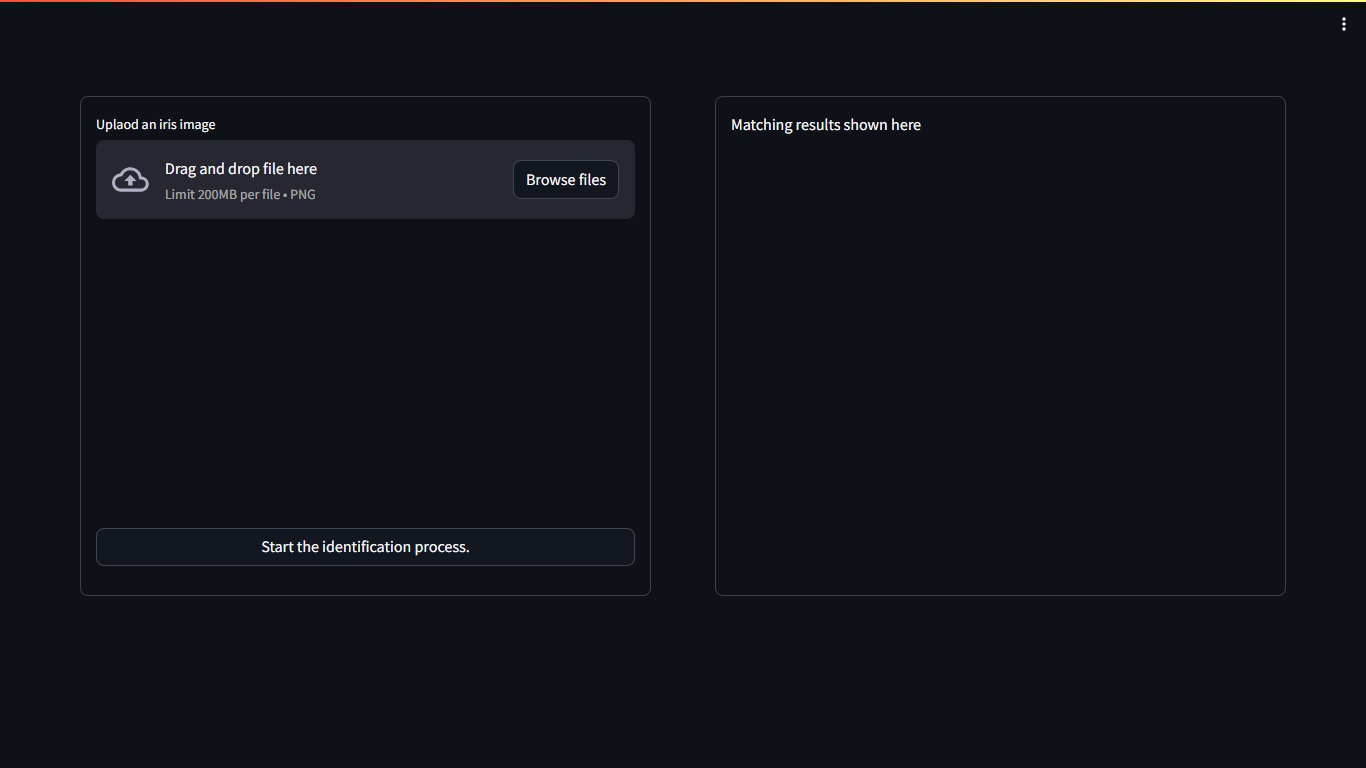 Uplaod an iris image
Drag and drop file here
Limit 200MB per file • PNG
Browse files
Start the identification process.
Matching results shown here